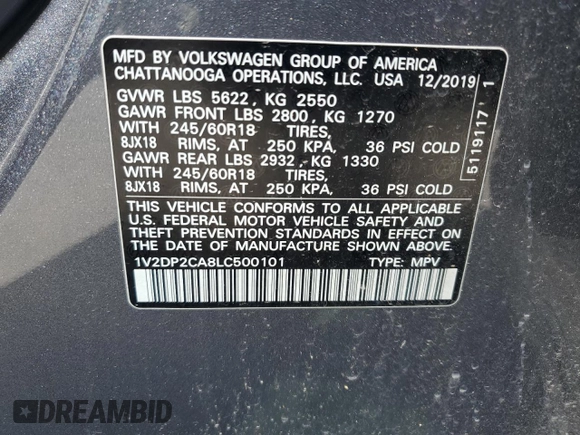 MFD BY VOLKSWAGEN GROUP OF AMERICA
CHATTANOOGA OPERATIONS, LLC. USA 12/2019
GVWR LBS 5622, KG 2550
GAWR FRONT LBS 2800, KG 1270
WITH 245/60R18 TIRES,
8JX18 RIMS, AT 250 KPA, 36 PSI COLD
GAWR REAR LBS 2932, KG 1330
WITH 245/60R18 TIRES,
8JX18 RIMS, AT 250 KPA, 36 PSI COLD
THIS VEHICLE CONFORMS TO ALL APPLICABLE
U.S. FEDERAL MOTOR VEHICLE SAFETY AND
THEFT PREVENTION STANDARDS IN EFFECT ON
THE DATE OF MANUFACTURE SHOWN ABOVE.
1V2DP2CA8LC500101 TYPE: MPV
5119117 1
DREAMBID